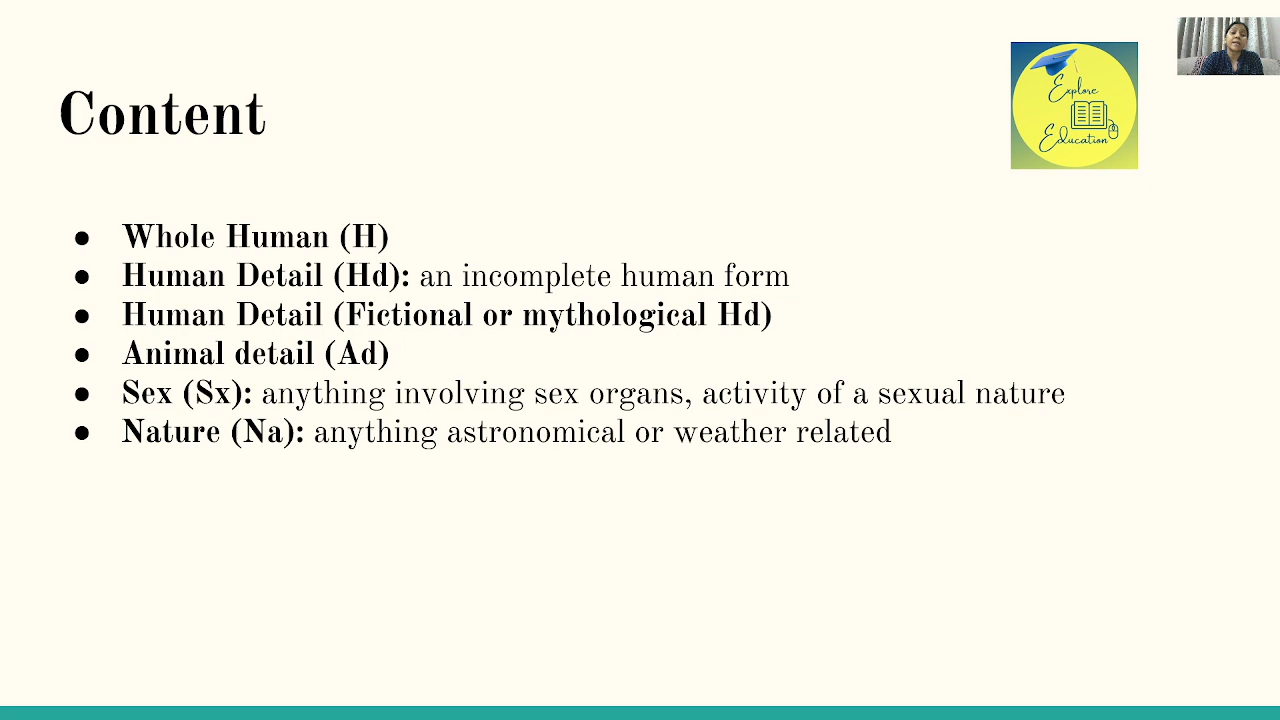 Content
Explore
Education
● Whole Human (H)
● Human Detail (Hd): an incomplete human form
● Human Detail (Fictional or mythological Hd)
● Animal detail (Ad)
● Sex (Sx): anything involving sex organs, activity of a sexual nature
● Nature (Na): anything astronomical or weather related